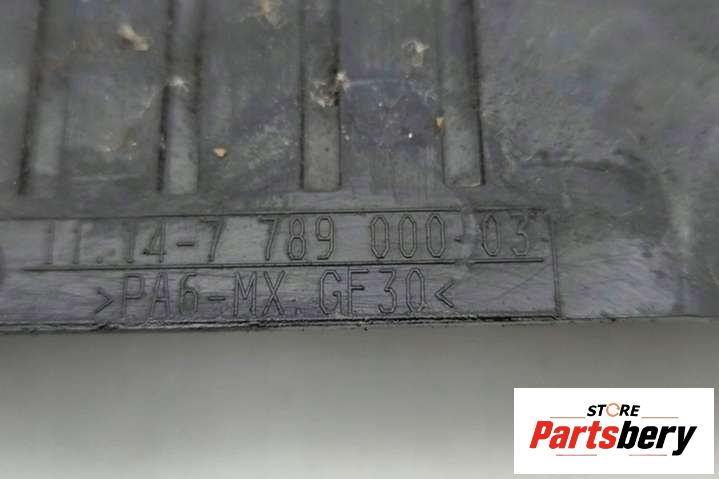 11.14-7 789 000-03
>PA6-MX.GF30<
STORE
Partsbery